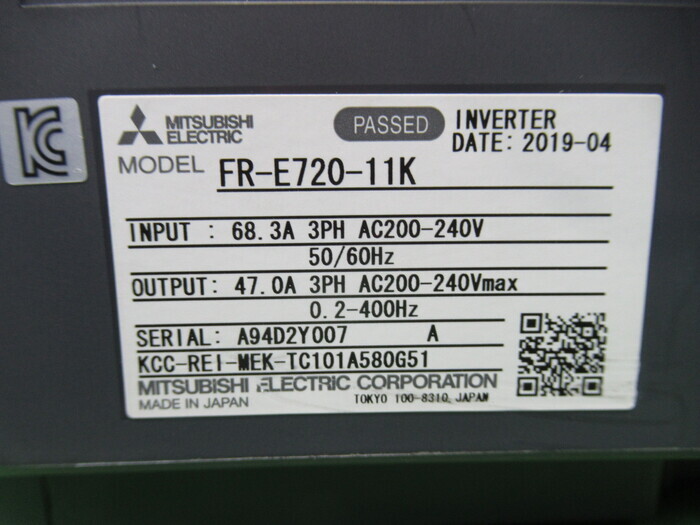 MITSUBISHI
ELECTRIC
PASSED
INVERTER
DATE: 2019-04
MODEL FR-E720-11K
INPUT : 68.3A 3PH AC200-240V
50/60Hz
OUTPUT: 47.0A 3PH AC200-240Vmax
0.2-400Hz
SERIAL: A94D2Y007 A
KCC-REI-MEK-TC101A580G51
MITSUBISHI ELECTRIC CORPORATION
MADE IN JAPAN TOKYO 100-8310 JAPAN